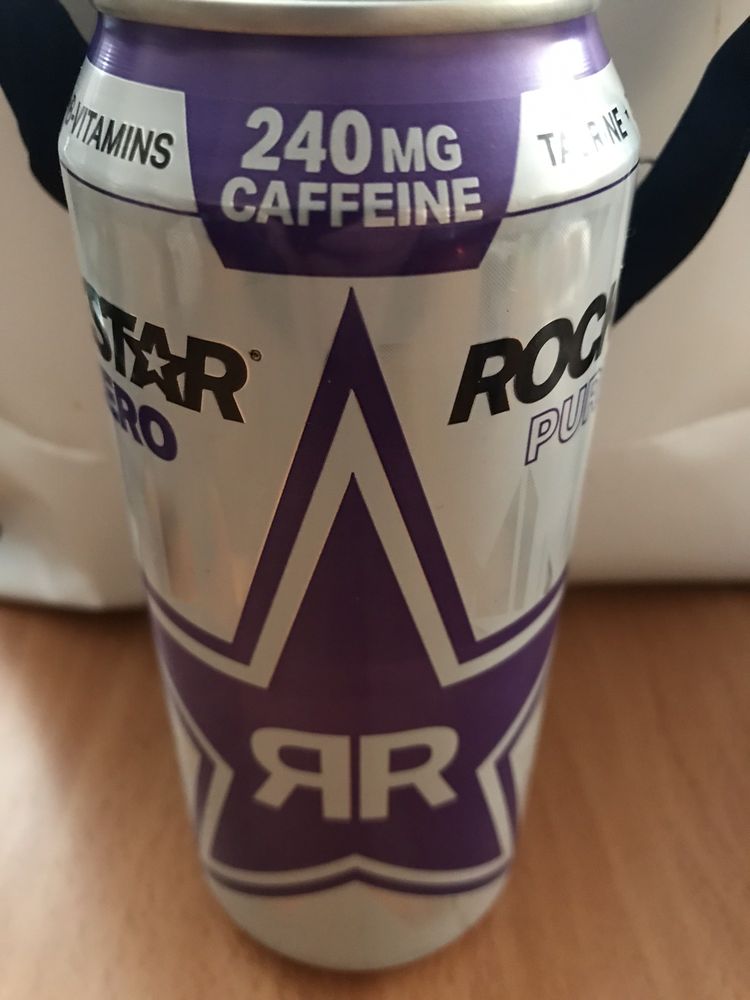 B-VITAMINS
240 MG
CAFFEINE
STAR®
ERO
ROC
PU
RR